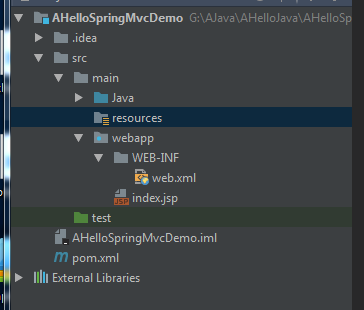 AHelloSpringMvcDemo G:\AJava\AHelloJava\AHelloSp
.idea
src
main
Java
resources
webapp
WEB-INF
web.xml
index.jsp
test
AHelloSpringMvcDemo.iml
pom.xml
External Libraries